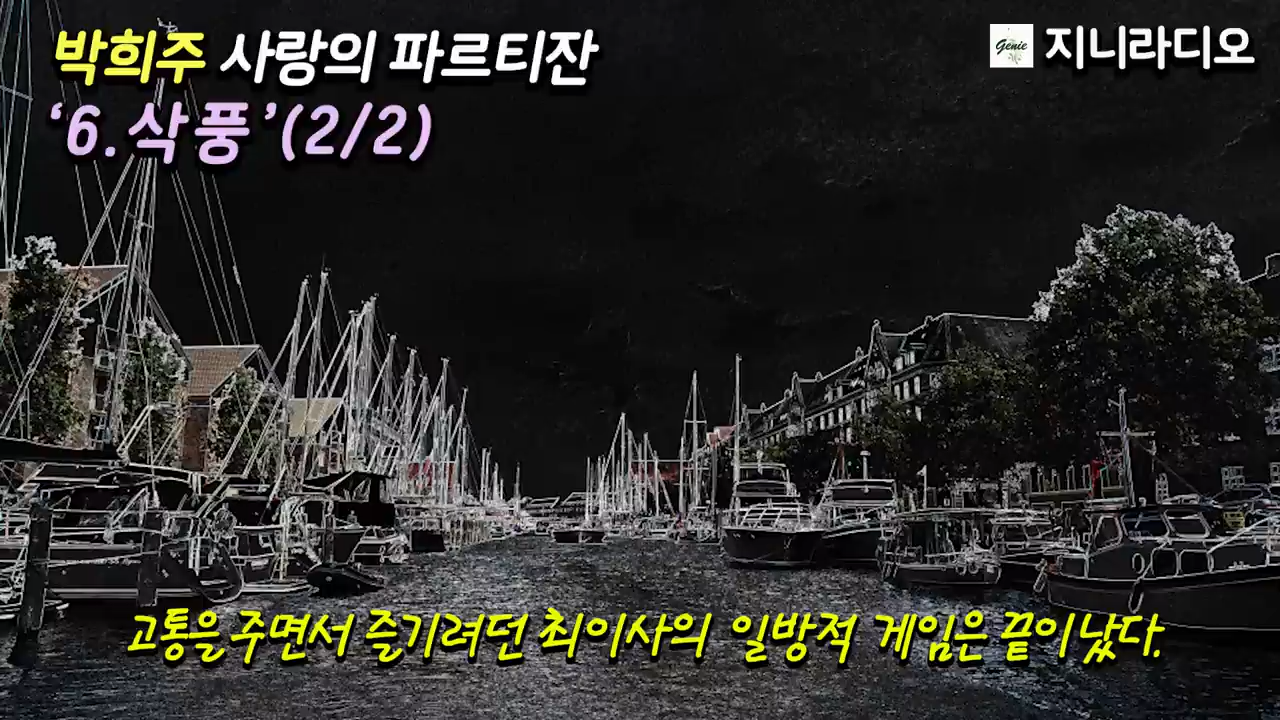 박희주 사랑의 파르티잔
Genie 지니라디오
‘6. 삭풍’(2/2)
고통을 주면서 즐기려던 최이사의 일방적 게임은 끝이 났다.